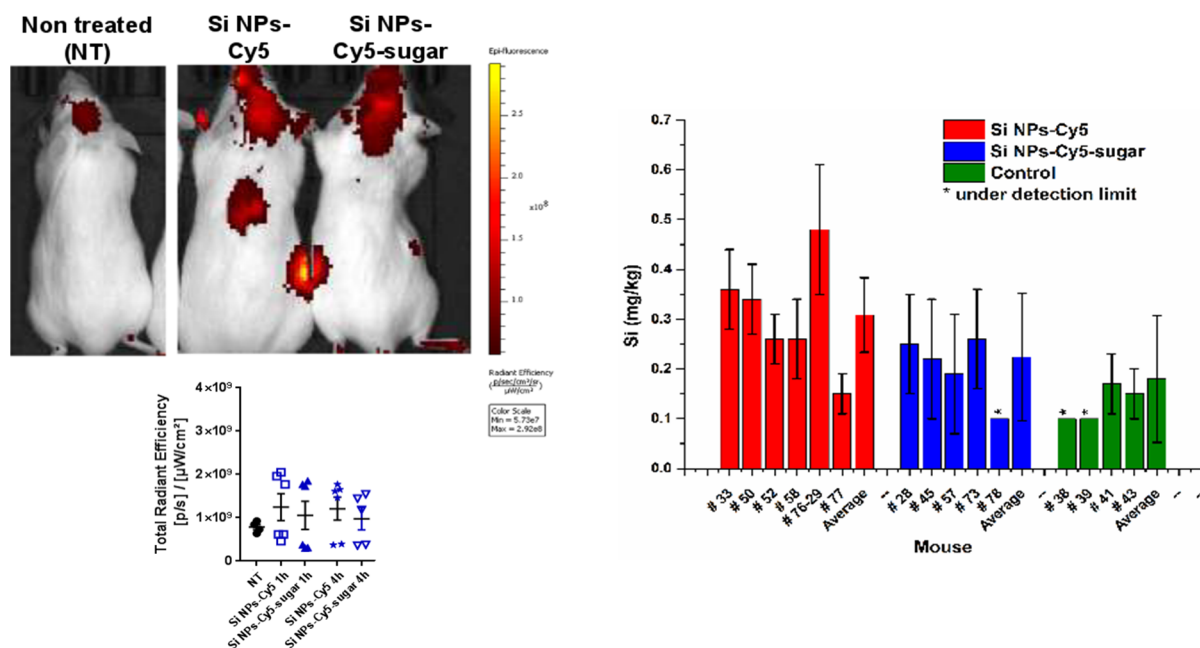 Non treated
(NT)
Si NPs-
Cy5
Si NPs-
Cy5-sugar
Epi-fluorescence
2.5
2.0
x10⁸
1.5
1.0
Radiant Efficiency
(p/sec/cm²/sr
µW/cm²)
Color Scale
Min = 5.73e7
Max = 2.92e8
Total Radiant Efficiency
[p/s] / [µW/cm²]
4×10⁹
3×10⁹
2×10⁹
1×10⁹
0
NT
Si NPs-Cy5 1h
Si NPs-Cy5-sugar 1h
Si NPs-Cy5 4h
Si NPs-Cy5-sugar 4h
Si (mg/kg)
0.7
0.6
0.5
0.4
0.3
0.2
0.1
0.0
Si NPs-Cy5
Si NPs-Cy5-sugar
Control
* under detection limit
*
* *
--
# 33
# 50
# 52
# 58
# 76-29
# 77
Average
--
# 28
# 45
# 57
# 73
# 78
Average
--
# 38
# 39
# 41
# 43
Average
--
--
Mouse